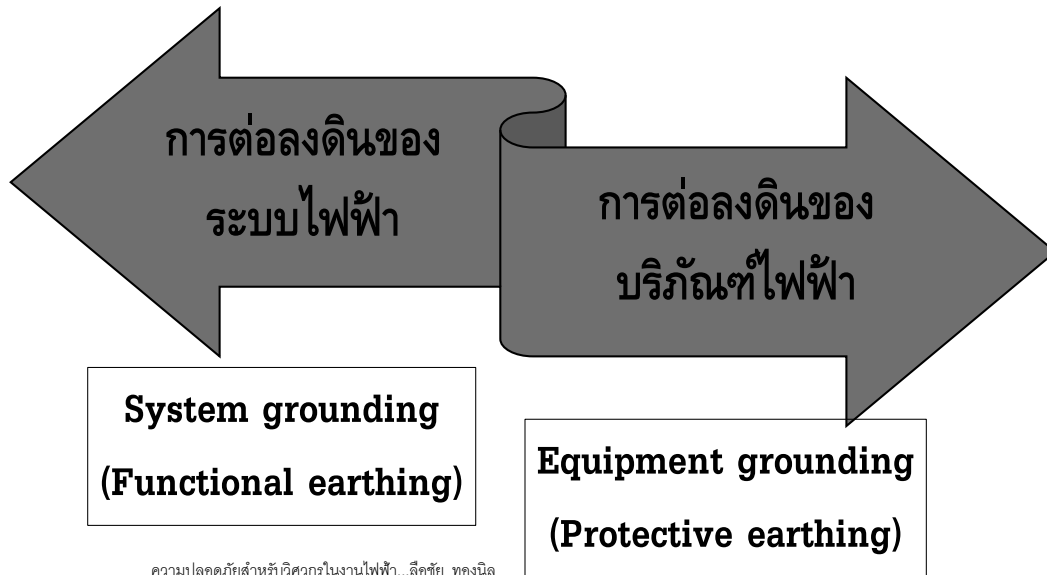 การต่อลงดินของ
ระบบไฟฟ้า
การต่อลงดินของ
บริภัณฑ์ไฟฟ้า
System grounding
(Functional earthing)
Equipment grounding
(Protective earthing)
ความปลอดภัยสำหรับวิศวกรในงานไฟฟ้า...ลือชัย ทองนิล